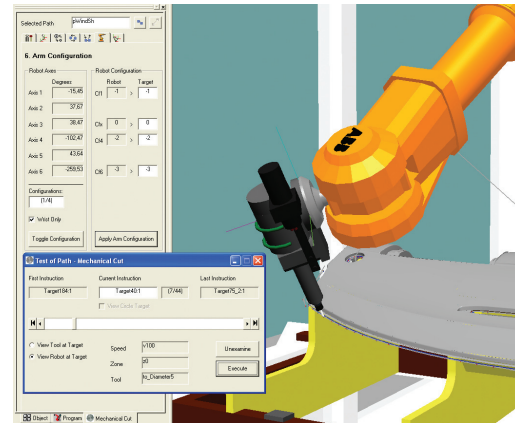 Selected Path piWindSh
6. Arm Configuration
Robot Axes Robot Configuration
Degrees Robot Target
Axis 1 -15,45 Cf1 -1 > -1
Axis 2 37,67
Axis 3 38,47 Cfx 0 > 0
Axis 4 -102,47 Cf4 -2 > -2
Axis 5 43,64
Axis 6 -259,53 Cf6 -3 > -3
Configurations:
(1/4)
Wrist Only
Toggle Configuration Apply Arm Configuration
Test of Path - Mechanical Cut
First Instruction Current Instruction Last Instruction
Target184:1 Target40:1 (7/44) Target75_2:1
View Circle Target
View Tool at Target Speed v100 Unexamine
View Robot at Target Zone z0
Execute
Tool to_Diameter5
Object Program Mechanical Cut
ABB